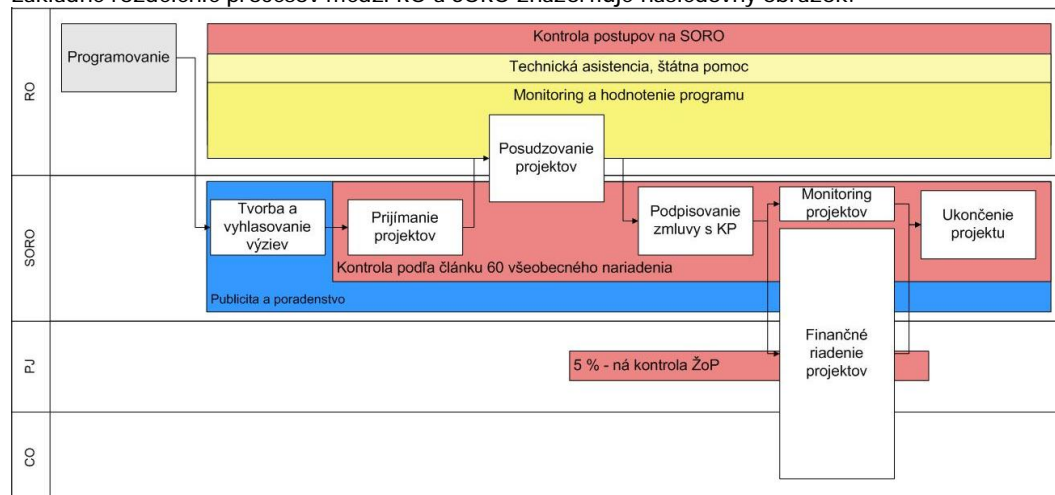 základné rozdelenie procesov medzi RO a SORO znázorňuje následovný obrázok:
RO
Programovanie
Kontrola postupov na SORO
Technická asistencia, štátna pomoc
Monitoring a hodnotenie programu
Posudzovanie
projektov
SORO
Tvorba a
vyhlasovanie
výziev
Prijímanie
projektov
Podpisovanie
zmluvy s KP
Monitoring
projektov
Ukončenie
projektu
Kontrola podľa článku 60 všeobecného nariadenia
Publicita a poradenstvo
PJ
5 % - ná kontrola ŽoP
Finančné
riadenie
projektov
CO